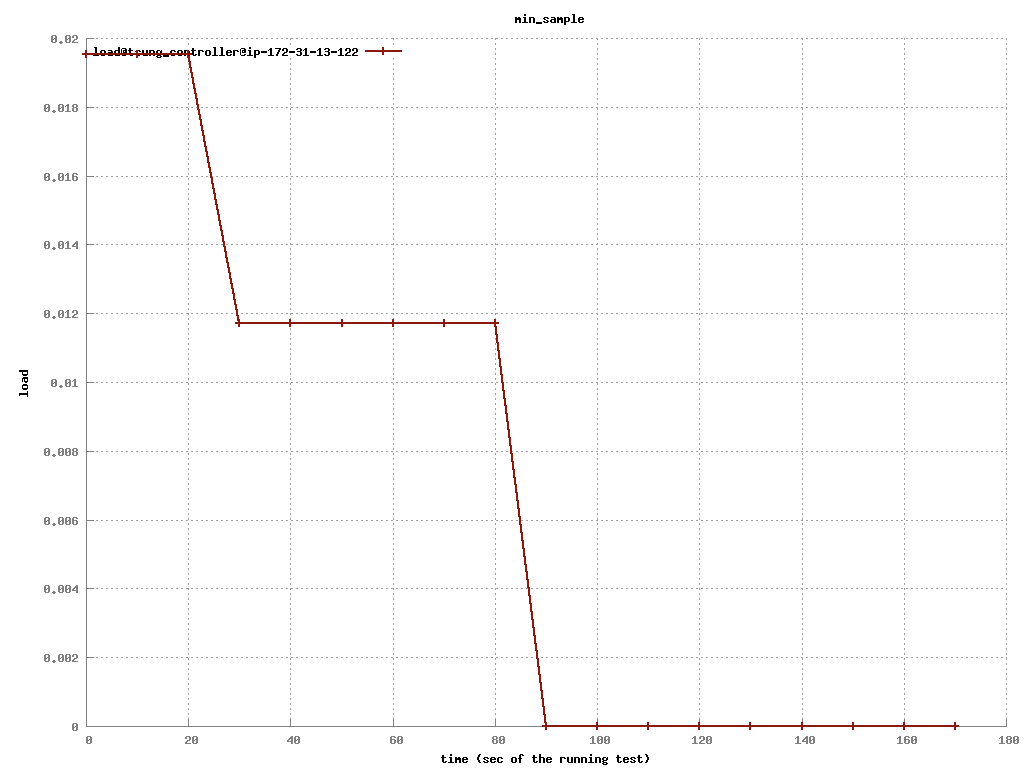 min_sample
load@tsung_controller@ip-172-31-13-122
0.02
0.018
0.016
0.014
0.012
0.01
0.008
0.006
0.004
0.002
0
load
0 20 40 60 80 100 120 140 160 180
time (sec of the running test)